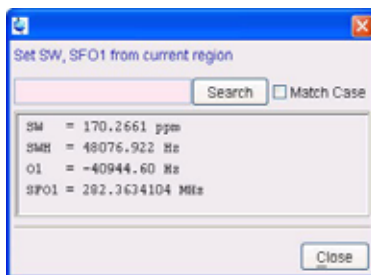 Set SW, SFO1 from current region
Search Match Case
SW = 170.2661 ppm
SWH = 48076.922 Hz
O1 = -40944.60 Hz
SFO1 = 282.3634104 MHz
Close